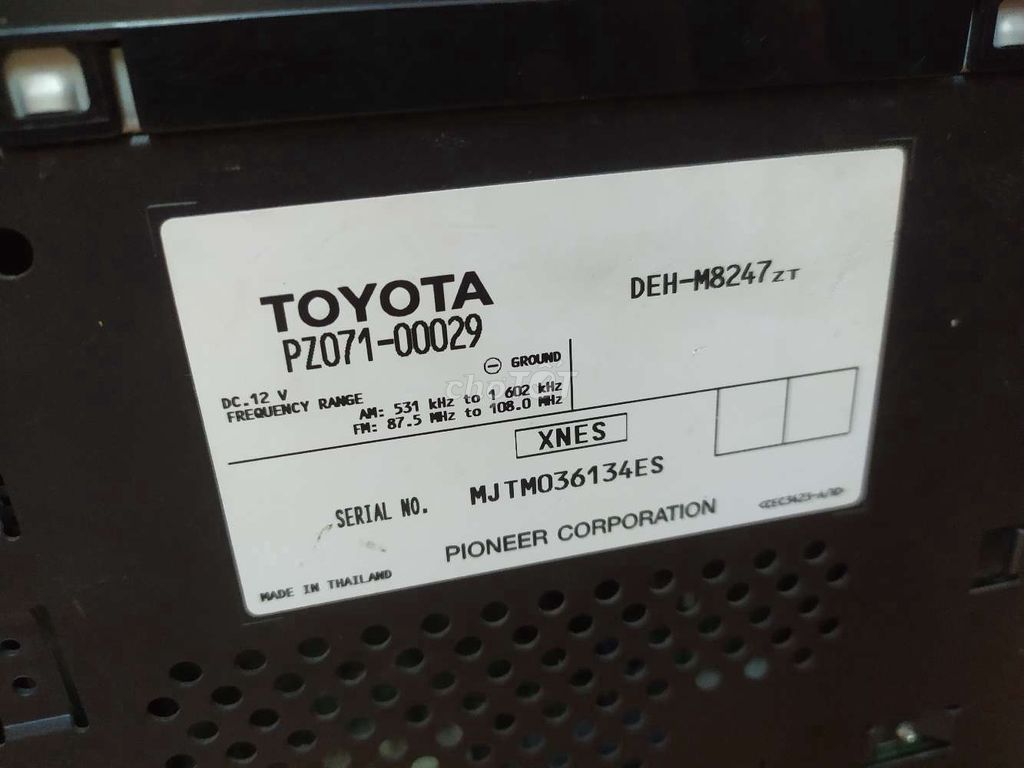 TOYOTA
DEH-M8247ZT
PZ071-00029
DC.12 V
⊖ GROUND
FREQUENCY RANGE
AM: 531 kHz to 1 602 kHz
FM: 87.5 MHz to 108.0 MHz
choTỐT
XNES
SERIAL NO. MJTM036134ES
PIONEER CORPORATION
MADE IN THAILAND